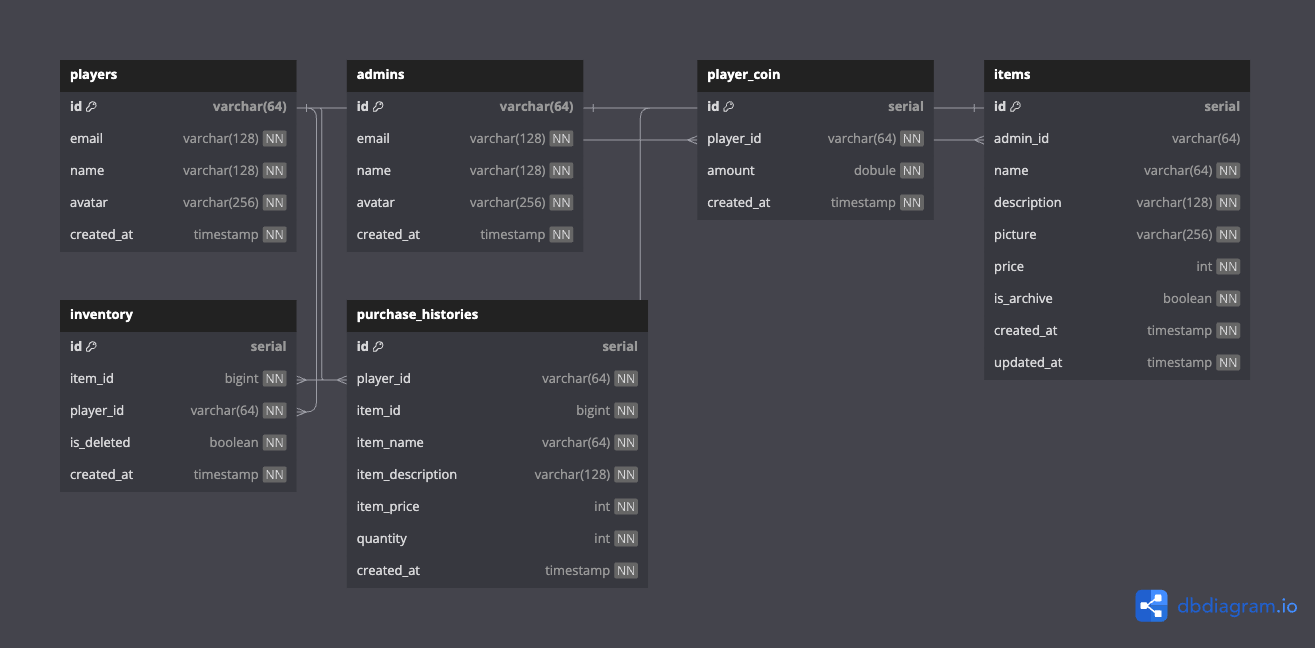 players
id varchar(64)
email varchar(128) NN
name varchar(128) NN
avatar varchar(256) NN
created_at timestamp NN
admins
id varchar(64)
email varchar(128) NN
name varchar(128) NN
avatar varchar(256) NN
created_at timestamp NN
player_coin
id serial
player_id varchar(64) NN
amount dobule NN
created_at timestamp NN
items
id serial
admin_id varchar(64)
name varchar(64) NN
description varchar(128) NN
picture varchar(256) NN
price int NN
is_archive boolean NN
created_at timestamp NN
updated_at timestamp NN
inventory
id serial
item_id bigint NN
player_id varchar(64) NN
is_deleted boolean NN
created_at timestamp NN
purchase_histories
id serial
player_id varchar(64) NN
item_id bigint NN
item_name varchar(64) NN
item_description varchar(128) NN
item_price int NN
quantity int NN
created_at timestamp NN
dbdiagram.io